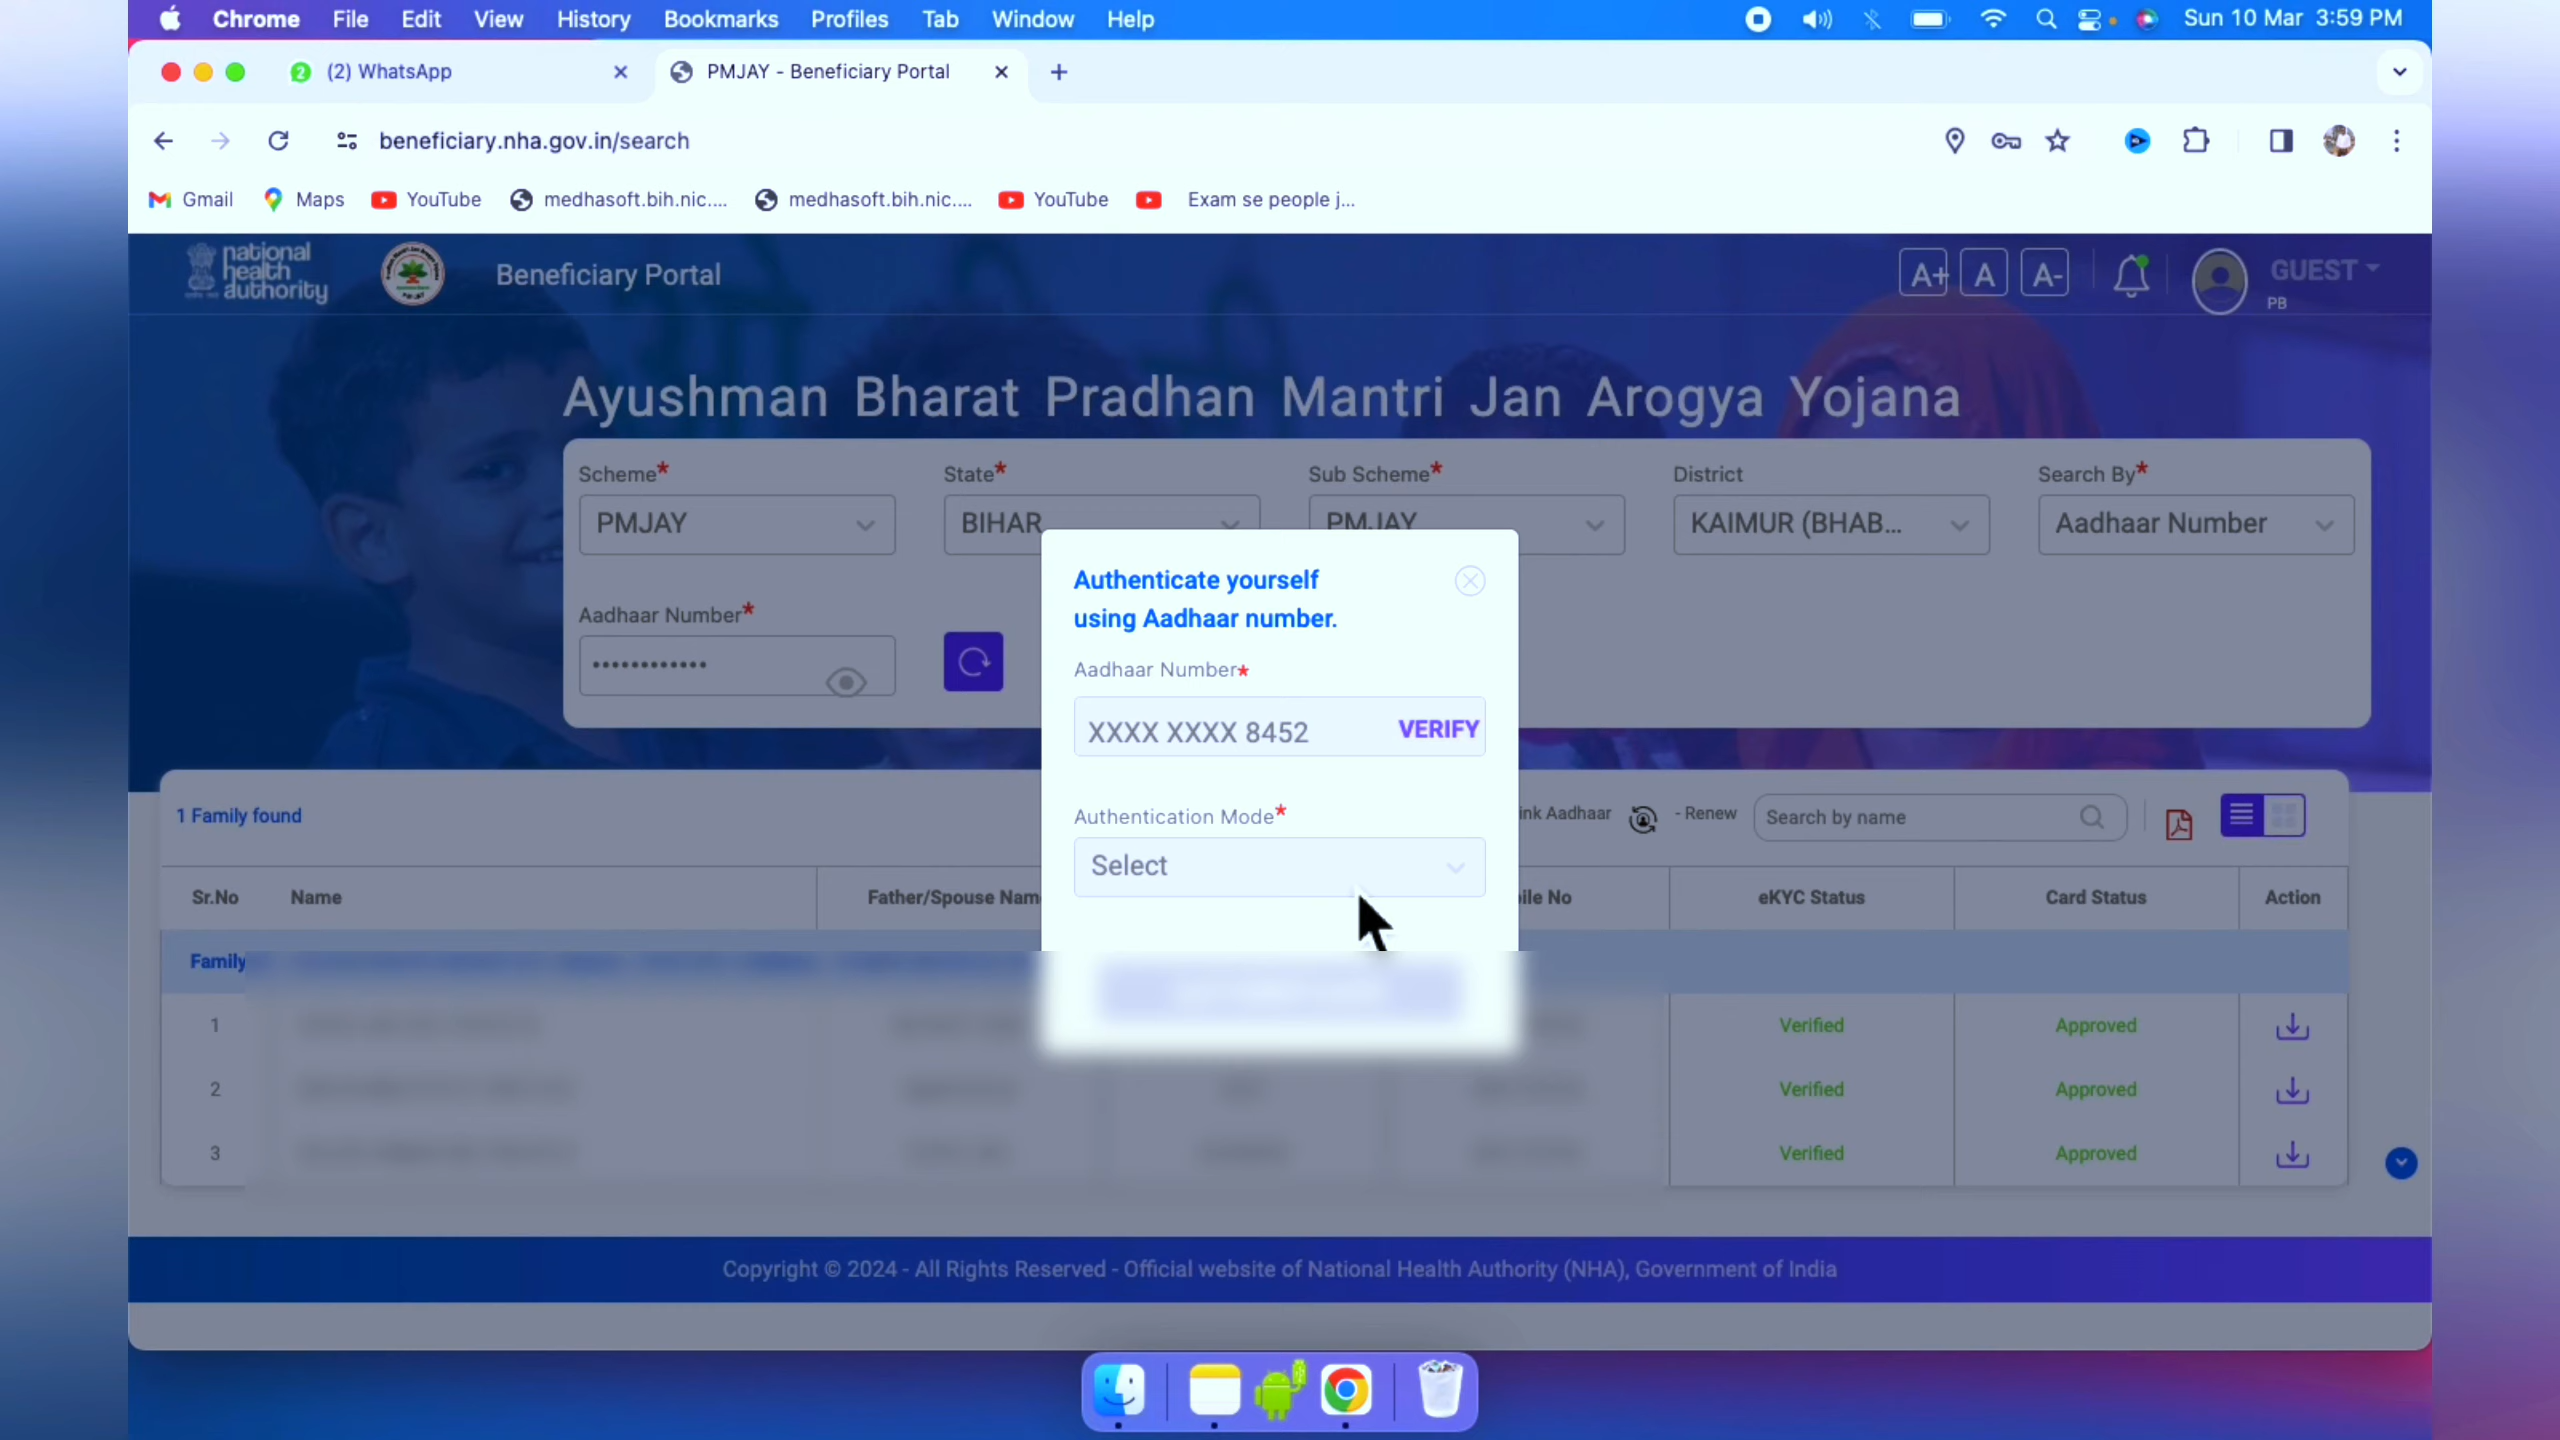 Chrome File Edit View History Bookmarks Profiles Tab Window Help Sun 10 Mar 3:59 PM
2 (2) WhatsApp PMJAY - Beneficiary Portal
beneficiary.nha.gov.in/search
Gmail Maps YouTube medhasoft.bih.nic.... medhasoft.bih.nic.... YouTube Exam se people j...
national
health
authority
Beneficiary Portal A+ A A- GUEST
PB
Ayushman Bharat Pradhan Mantri Jan Arogya Yojana
Scheme* State* Sub Scheme* District Search By*
PMJAY BIHAR PMJAY KAIMUR (BHAB... Aadhaar Number
Authenticate yourself
using Aadhaar number.
Aadhaar Number*
••••••••••••
Aadhaar Number*
XXXX XXXX 8452 VERIFY
Authentication Mode*
Select
1 Family found ink Aadhaar - Renew Search by name
Sr.No Name Father/Spouse Nam ile No eKYC Status Card Status Action
Family
1 Verified Approved
2 Verified Approved
3 Verified Approved
Copyright © 2024 - All Rights Reserved - Official website of National Health Authority (NHA), Government of India